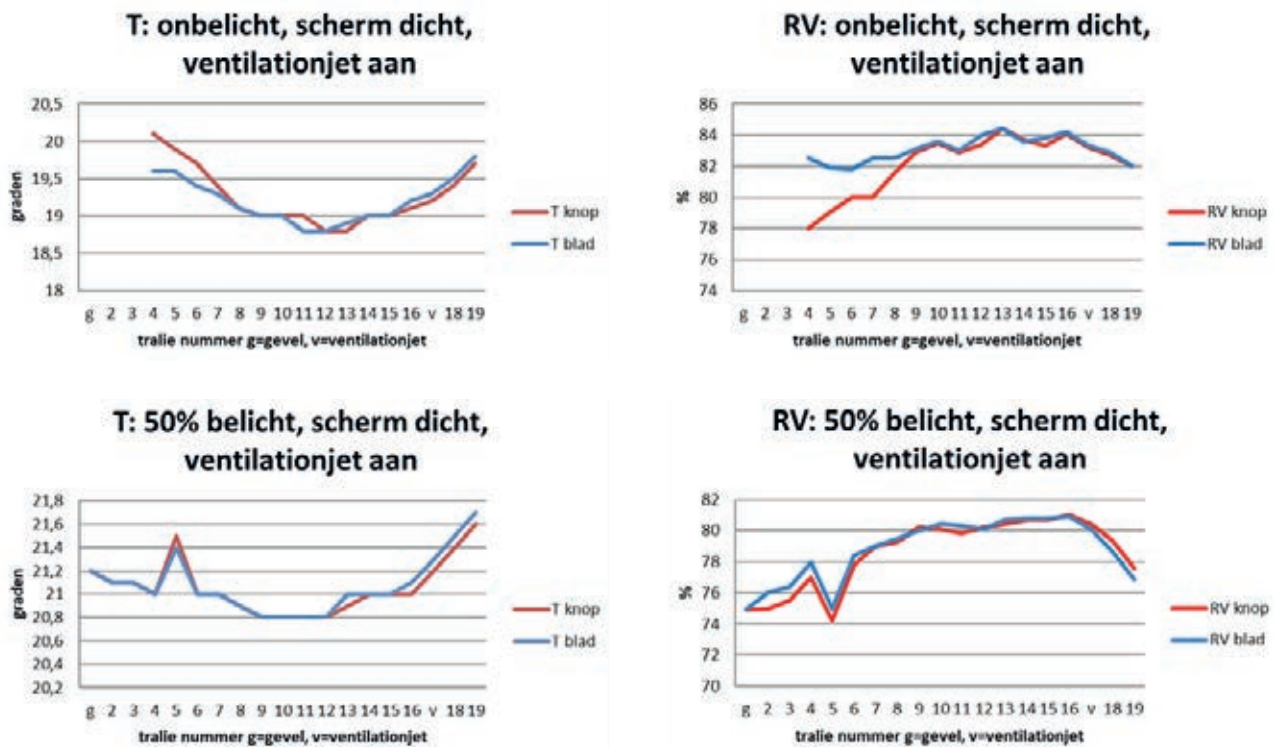 T: onbelicht, scherm dicht,
ventilationjet aan
20,5
20
19,5
19
18,5
18
graden
g 2 3 4 5 6 7 8 9 10 11 12 13 14 15 16 v 18 19
tralie nummer g=gevel, v=ventilationjet
T knop
T blad
RV: onbelicht, scherm dicht,
ventilationjet aan
86
84
82
80
78
76
74
%
g 2 3 4 5 6 7 8 9 10 11 12 13 14 15 16 v 18 19
tralie nummer g=gevel, v=ventilationjet
RV knop
RV blad
T: 50% belicht, scherm dicht,
ventilationjet aan
21,8
21,6
21,4
21,2
21
20,8
20,6
20,4
20,2
graden
g 2 3 4 5 6 7 8 9 10 11 12 13 14 15 16 v 18 19
tralie nummer g=gevel, v=ventilationjet
T knop
T blad
RV: 50% belicht, scherm dicht,
ventilationjet aan
82
80
78
76
74
72
70
%
g 2 3 4 5 6 7 8 9 10 11 12 13 14 15 16 v 18 19
tralie nummer g=gevel, v=ventilationjet
RV knop
RV blad